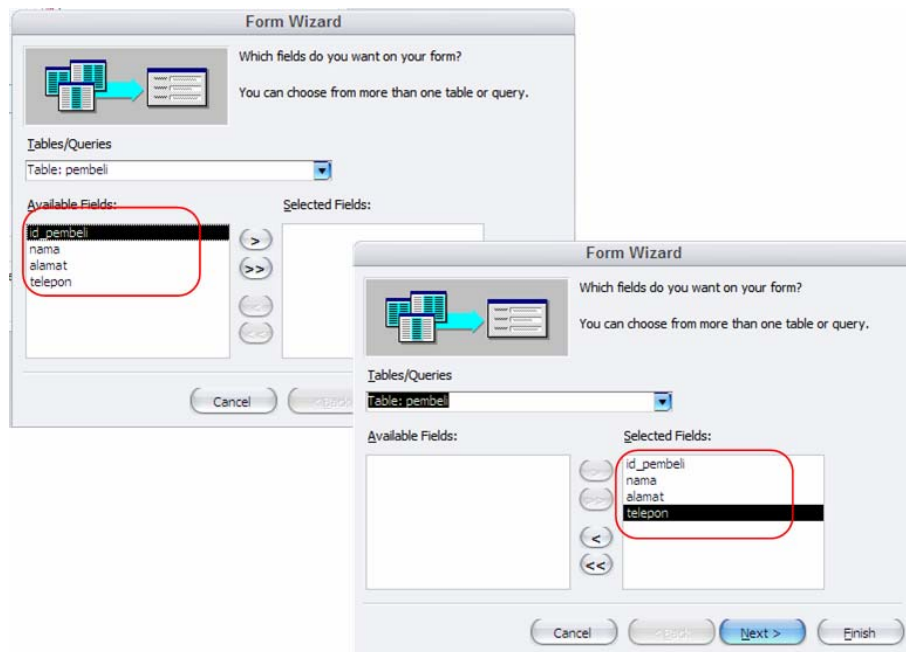 Form Wizard
Which fields do you want on your form?
You can choose from more than one table or query.
Tables/Queries
Table: pembeli
Available Fields:
Selected Fields:
id_pembeli
nama
alamat
telepon
>
>>
<
<<
Cancel
<Back
Form Wizard
Which fields do you want on your form?
You can choose from more than one table or query.
Tables/Queries
Table: pembeli
Available Fields:
Selected Fields:
id_pembeli
nama
alamat
telepon
>
>>
<
<<
Cancel
<Back
Next >
Finish